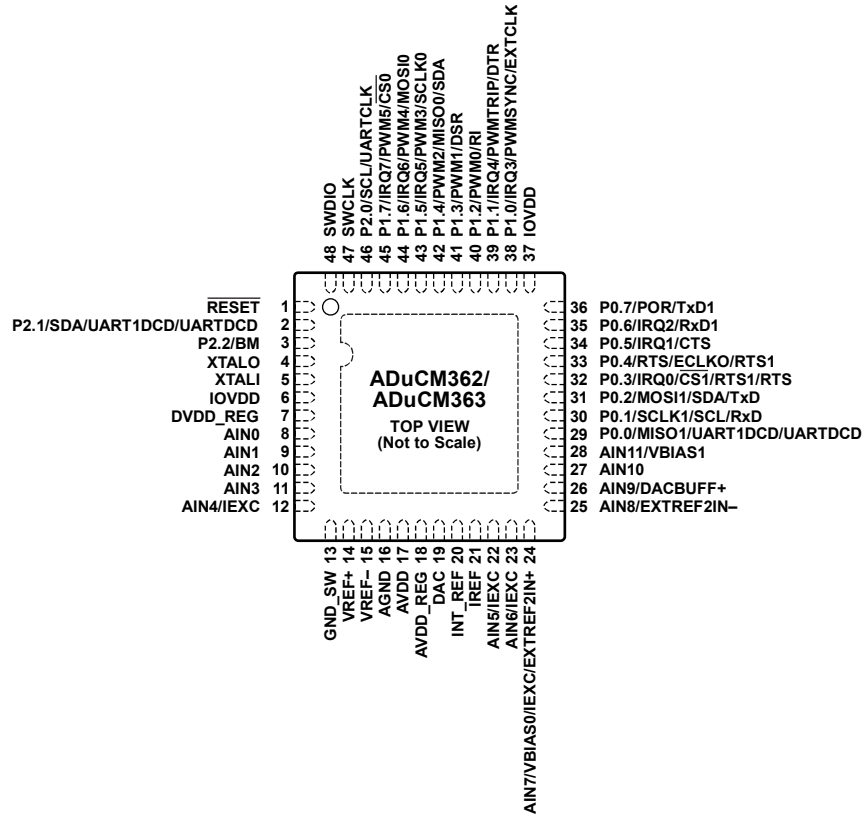 48 SWDIO
47 SWCLK
46 P2.0/SCL/UARTCLK
45 P1.7/IRQ7/PWM5/CS0
44 P1.6/IRQ6/PWM4/MOSI0
43 P1.5/IRQ5/PWM3/SCLK0
42 P1.4/PWM2/MISO0/SDA
41 P1.3/PWM1/DSR
40 P1.2/PWM0/RI
39 P1.1/IRQ4/PWMTRIP/DTR
38 P1.0/IRQ3/PWMSYNC/EXTCLK
37 IOVDD
RESET 1
P2.1/SDA/UART1DCD/UARTDCD 2
P2.2/BM 3
XTALO 4
XTALI 5
IOVDD 6
DVDD_REG 7
AIN0 8
AIN1 9
AIN2 10
AIN3 11
AIN4/IEXC 12
ADuCM362/
ADuCM363
TOP VIEW
(Not to Scale)
36 P0.7/POR/TxD1
35 P0.6/IRQ2/RxD1
34 P0.5/IRQ1/CTS
33 P0.4/RTS/ECLKO/RTS1
32 P0.3/IRQ0/CS1/RTS1/RTS
31 P0.2/MOSI1/SDA/TxD
30 P0.1/SCLK1/SCL/RxD
29 P0.0/MISO1/UART1DCD/UARTDCD
28 AIN11/VBIAS1
27 AIN10
26 AIN9/DACBUFF+
25 AIN8/EXTREF2IN–
GND_SW 13
VREF+ 14
VREF– 15
AGND 16
AVDD 17
AVDD_REG 18
DAC 19
INT_REF 20
IREF 21
AIN5/IEXC 22
AIN6/IEXC 23
AIN7/VBIAS0/IEXC/EXTREF2IN+ 24